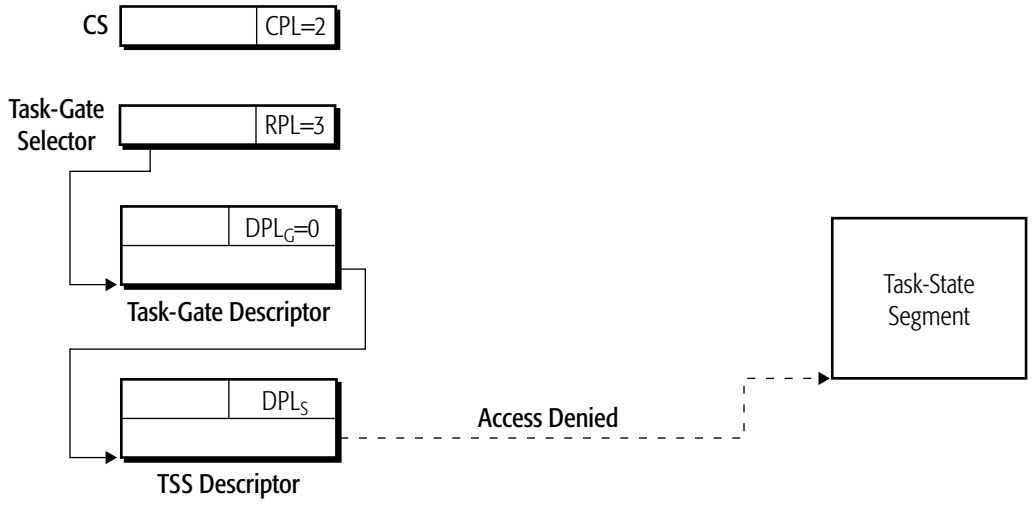 CS
CPL=2
Task-Gate
Selector
RPL=3
DPLG=0
Task-Gate Descriptor
Task-State
Segment
DPLS
Access Denied
TSS Descriptor